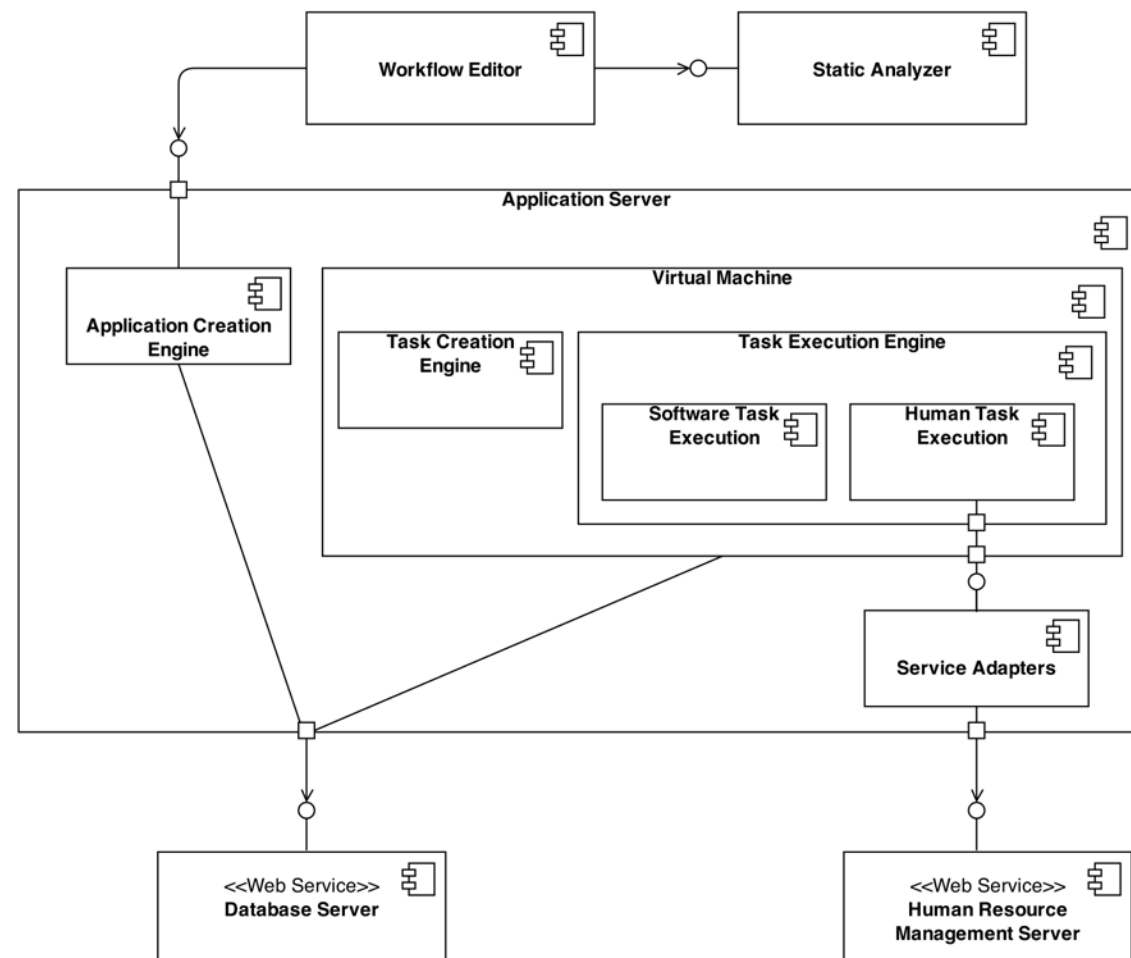 Workflow Editor
Static Analyzer
Application Server
Application Creation
Engine
Virtual Machine
Task Creation
Engine
Task Execution Engine
Software Task
Execution
Human Task
Execution
Service Adapters
<<Web Service>>
Database Server
<<Web Service>>
Human Resource
Management Server